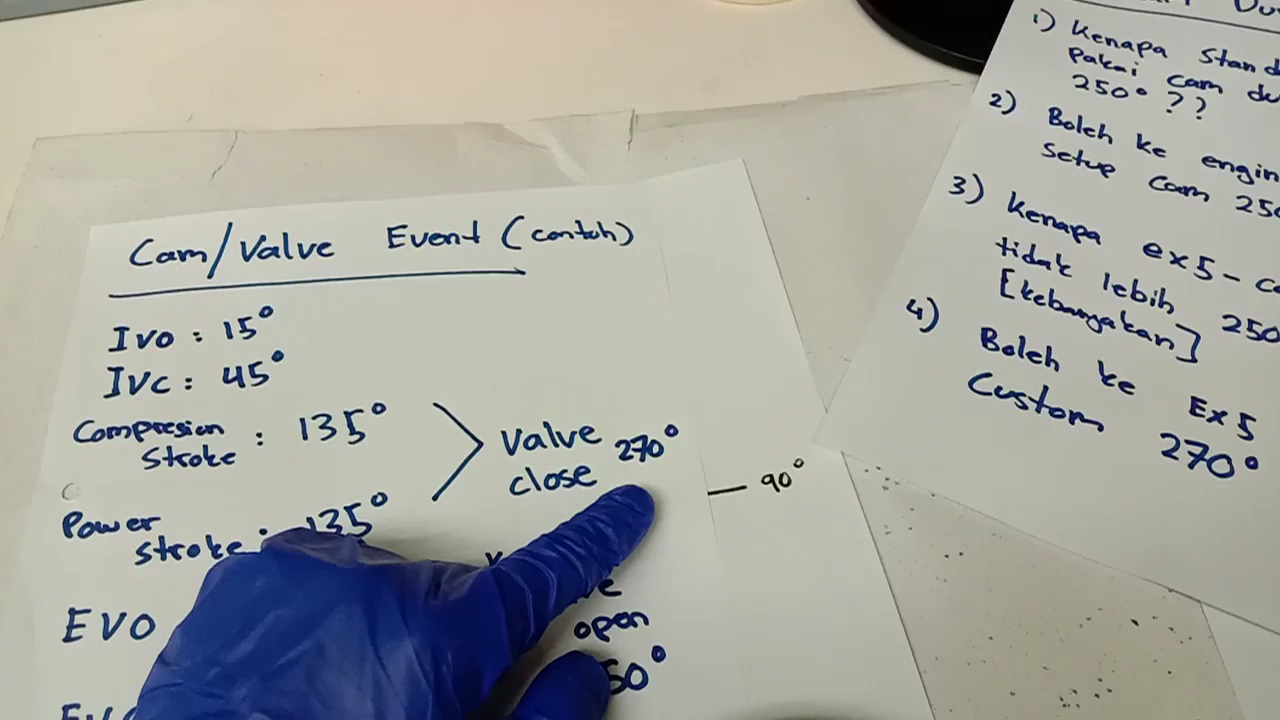 Cam/Valve Event (contoh)
IVO : 15°
IVC : 45°
Compresion
stroke : 135°
Power
stroke : 135°
Valve
close 270°
EVO
open
90°
1) Kenapa
Pakai cam
250° ??
2) Boleh ke
Setup cam
3) Kenapa ex5 -
tidak lebih 250
[kebanyakan]
4) Boleh ke Ex5
Custom 270°